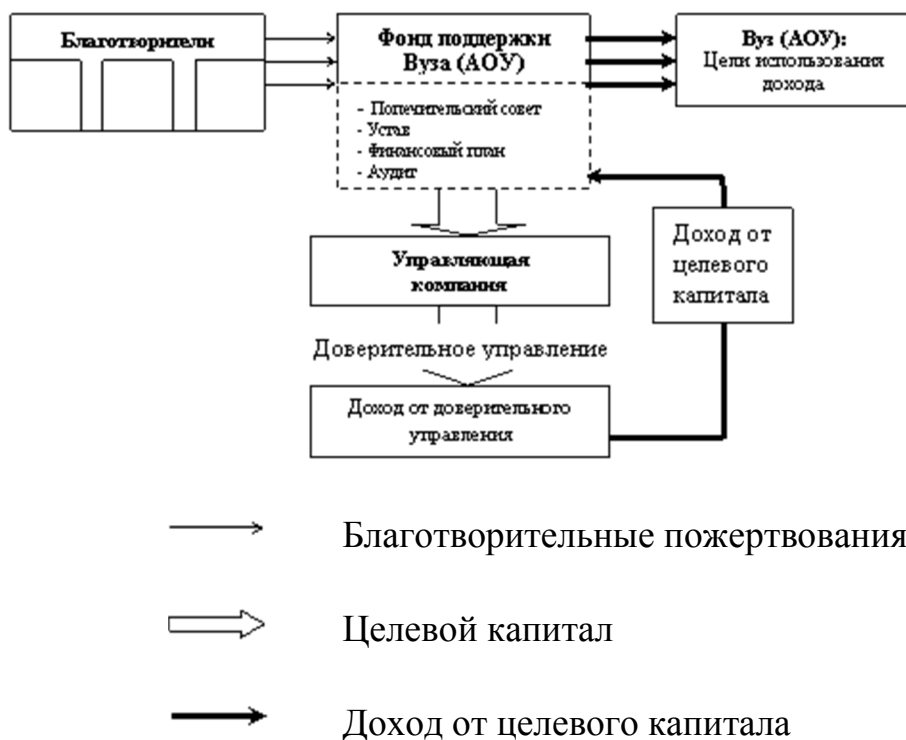 Благотворители
Фонд поддержки
Вуза (АОУ)
- Попечительский совет
- Устав
- Финансовый план
- Аудит
Вуз (АОУ):
Цели использования
дохода
Управляющая
компания
Доверительное управление
Доход от доверительного
управления
Доход от
целевого
капитала
Благотворительные пожертвования
Целевой капитал
Доход от целевого капитала